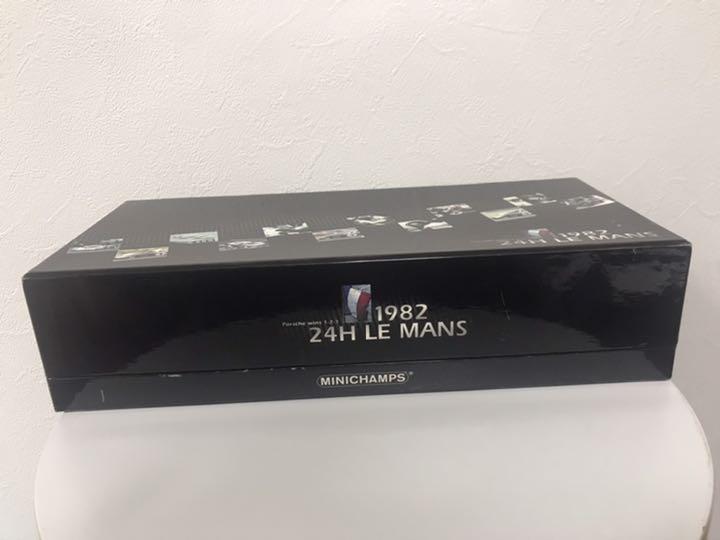 1982
24H LE MANS
Porsche wins 1-2-3
1982
24H LE MANS
MINICHAMPS®